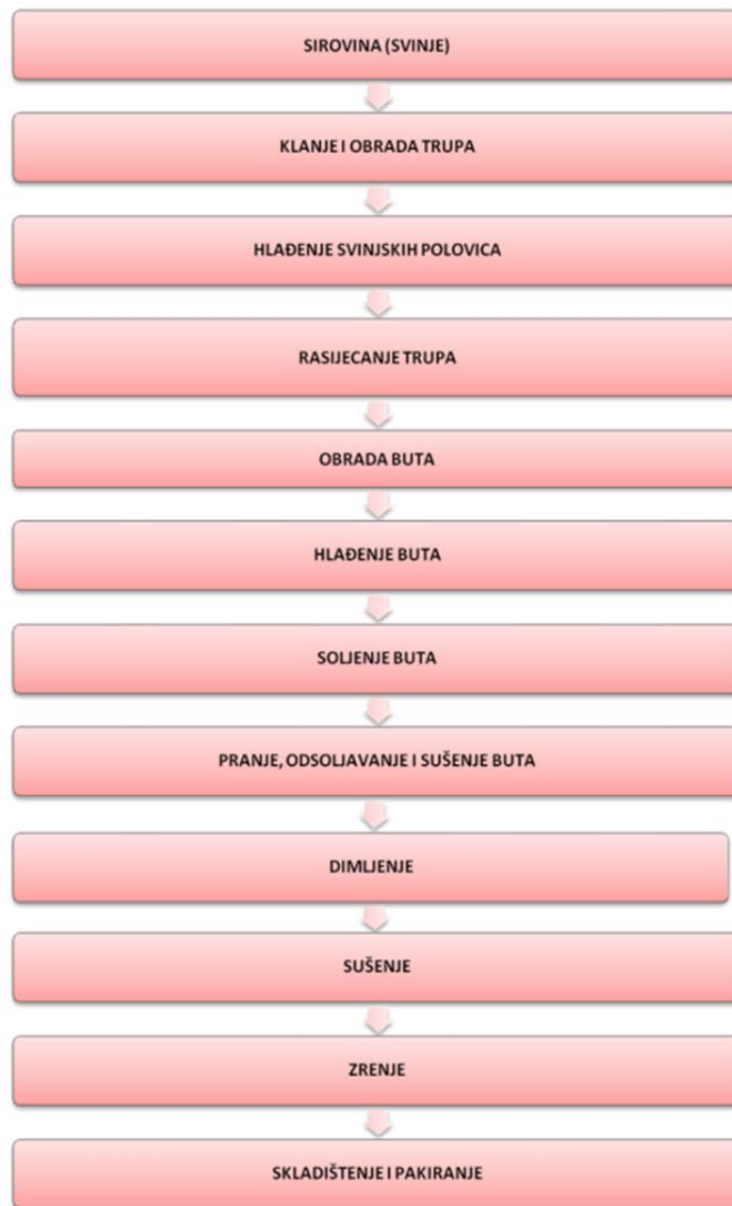 SIROVINA (SVINJE)
KLANJE I OBRADA TRUPA
HLAĐENJE SVINJSKIH POLOVICA
RASIJECANJE TRUPA
OBRADA BUTA
HLAĐENJE BUTA
SOLJENJE BUTA
PRANJE, ODSOLJAVANJE I SUŠENJE BUTA
DIMLJENJE
SUŠENJE
ZRENJE
SKLADIŠTENJE I PAKIRANJE